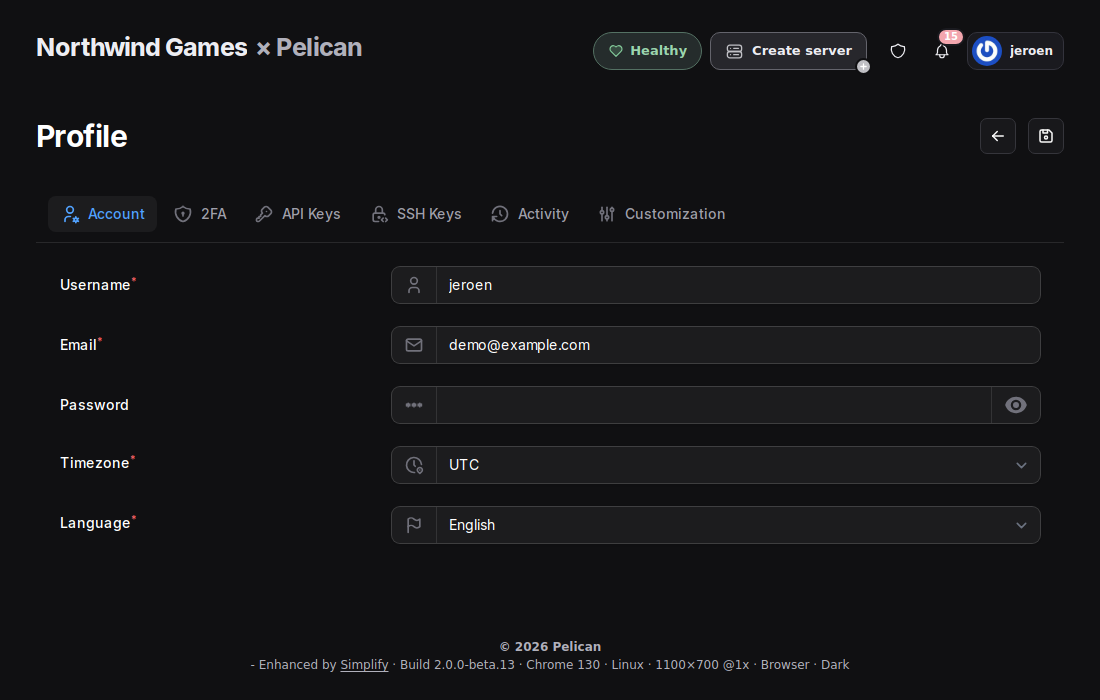 Northwind Games × Pelican
Healthy
Create server
15
jeroen
Profile
Account
2FA
API Keys
SSH Keys
Activity
Customization
Username*
jeroen
Email*
demo@example.com
Password
Timezone*
UTC
Language*
English
© 2026 Pelican
- Enhanced by Simplify · Build 2.0.0-beta.13 · Chrome 130 · Linux · 1100×700 @1x · Browser · Dark